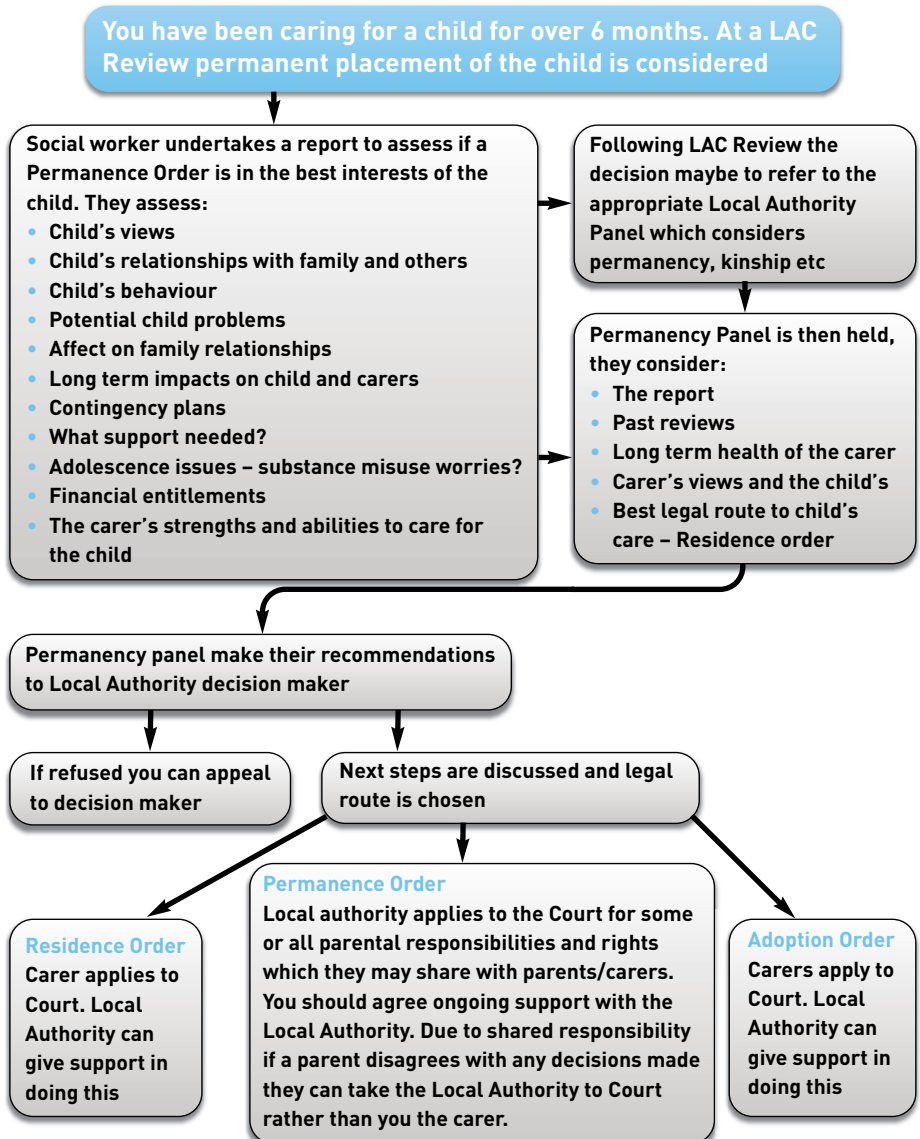 You have been caring for a child for over 6 months. At a LAC
Review permanent placement of the child is considered
Social worker undertakes a report to assess if a
Permanence Order is in the best interests of the
child. They assess:
• Child's views
• Child's relationships with family and others
• Child's behaviour
• Potential child problems
• Affect on family relationships
• Long term impacts on child and carers
• Contingency plans
• What support needed?
• Adolescence issues – substance misuse worries?
• Financial entitlements
• The carer's strengths and abilities to care for
the child
Following LAC Review the
decision maybe to refer to the
appropriate Local Authority
Panel which considers
permanency, kinship etc
Permanency Panel is then held,
they consider:
• The report
• Past reviews
• Long term health of the carer
• Carer's views and the child's
• Best legal route to child's
care – Residence order
Permanency panel make their recommendations
to Local Authority decision maker
If refused you can appeal
to decision maker
Next steps are discussed and legal
route is chosen
Residence Order
Carer applies to
Court. Local
Authority can
give support in
doing this
Permanence Order
Local authority applies to the Court for some
or all parental responsibilities and rights
which they may share with parents/carers.
You should agree ongoing support with the
Local Authority. Due to shared responsibility
if a parent disagrees with any decisions made
they can take the Local Authority to Court
rather than you the carer.
Adoption Order
Carers apply to
Court. Local
Authority can
give support in
doing this